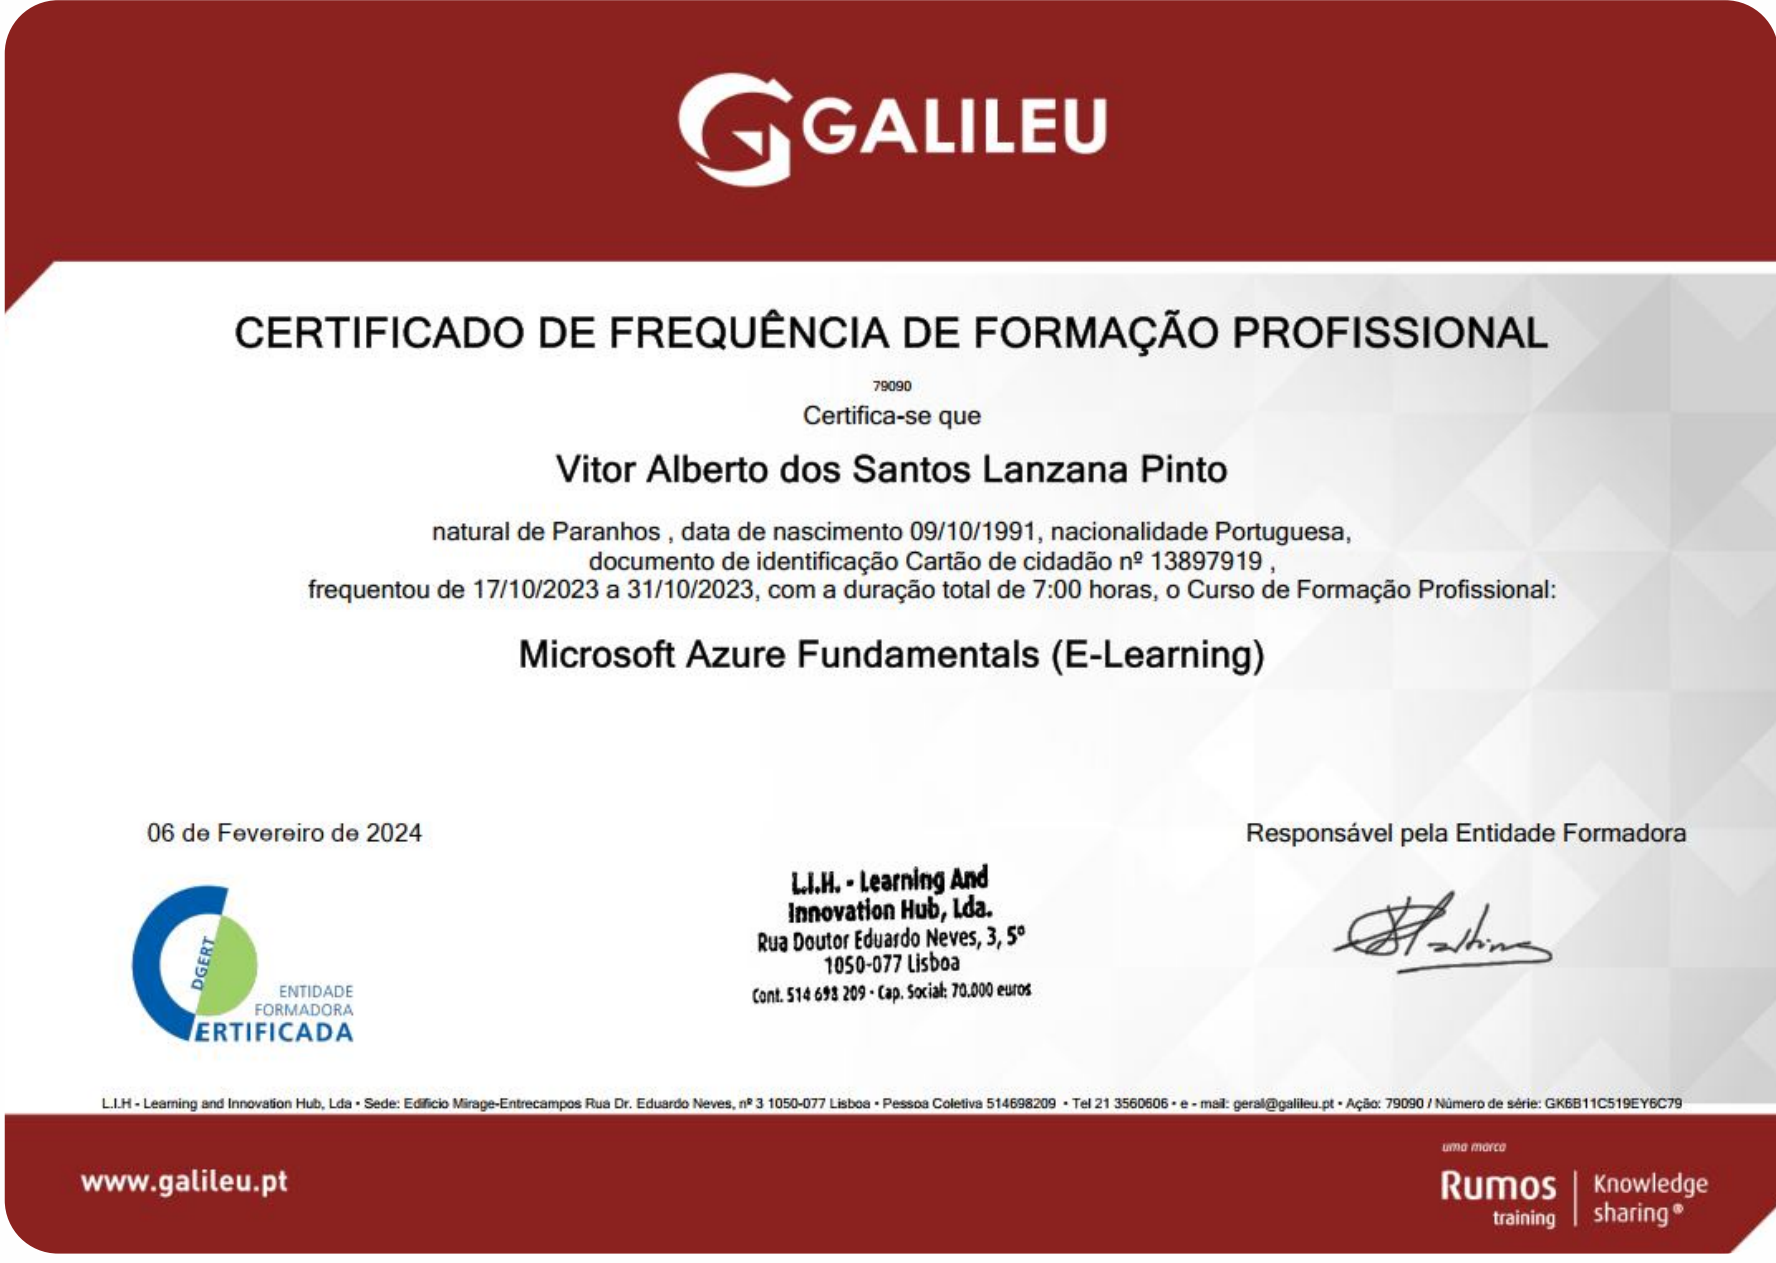 GALILEU
CERTIFICADO DE FREQUÊNCIA DE FORMAÇÃO PROFISSIONAL
79090
Certifica-se que
Vitor Alberto dos Santos Lanzana Pinto
natural de Paranhos , data de nascimento 09/10/1991, nacionalidade Portuguesa,
documento de identificação Cartão de cidadão nº 13897919 ,
frequentou de 17/10/2023 a 31/10/2023, com a duração total de 7:00 horas, o Curso de Formação Profissional:
Microsoft Azure Fundamentals (E-Learning)
06 de Fevereiro de 2024
Responsável pela Entidade Formadora
L.I.H. - Learning And
Innovation Hub, Lda.
Rua Doutor Eduardo Neves, 3, 5º
1050-077 Lisboa
Cont. 514 698 209 - Cap. Social: 70.000 euros
DGERT
ENTIDADE
FORMADORA
CERTIFICADA
L.I.H - Learning and Innovation Hub, Lda • Sede: Edificio Mirage-Entrecampos Rua Dr. Eduardo Neves, nº 3 1050-077 Lisboa • Pessoa Coletiva 514698209 • Tel 21 3560606 • e - mail: geral@galileu.pt • Ação: 79090 / Número de série: GK6B11C519EY6C79
www.galileu.pt
uma marca
Rumos
training
Knowledge
sharing®